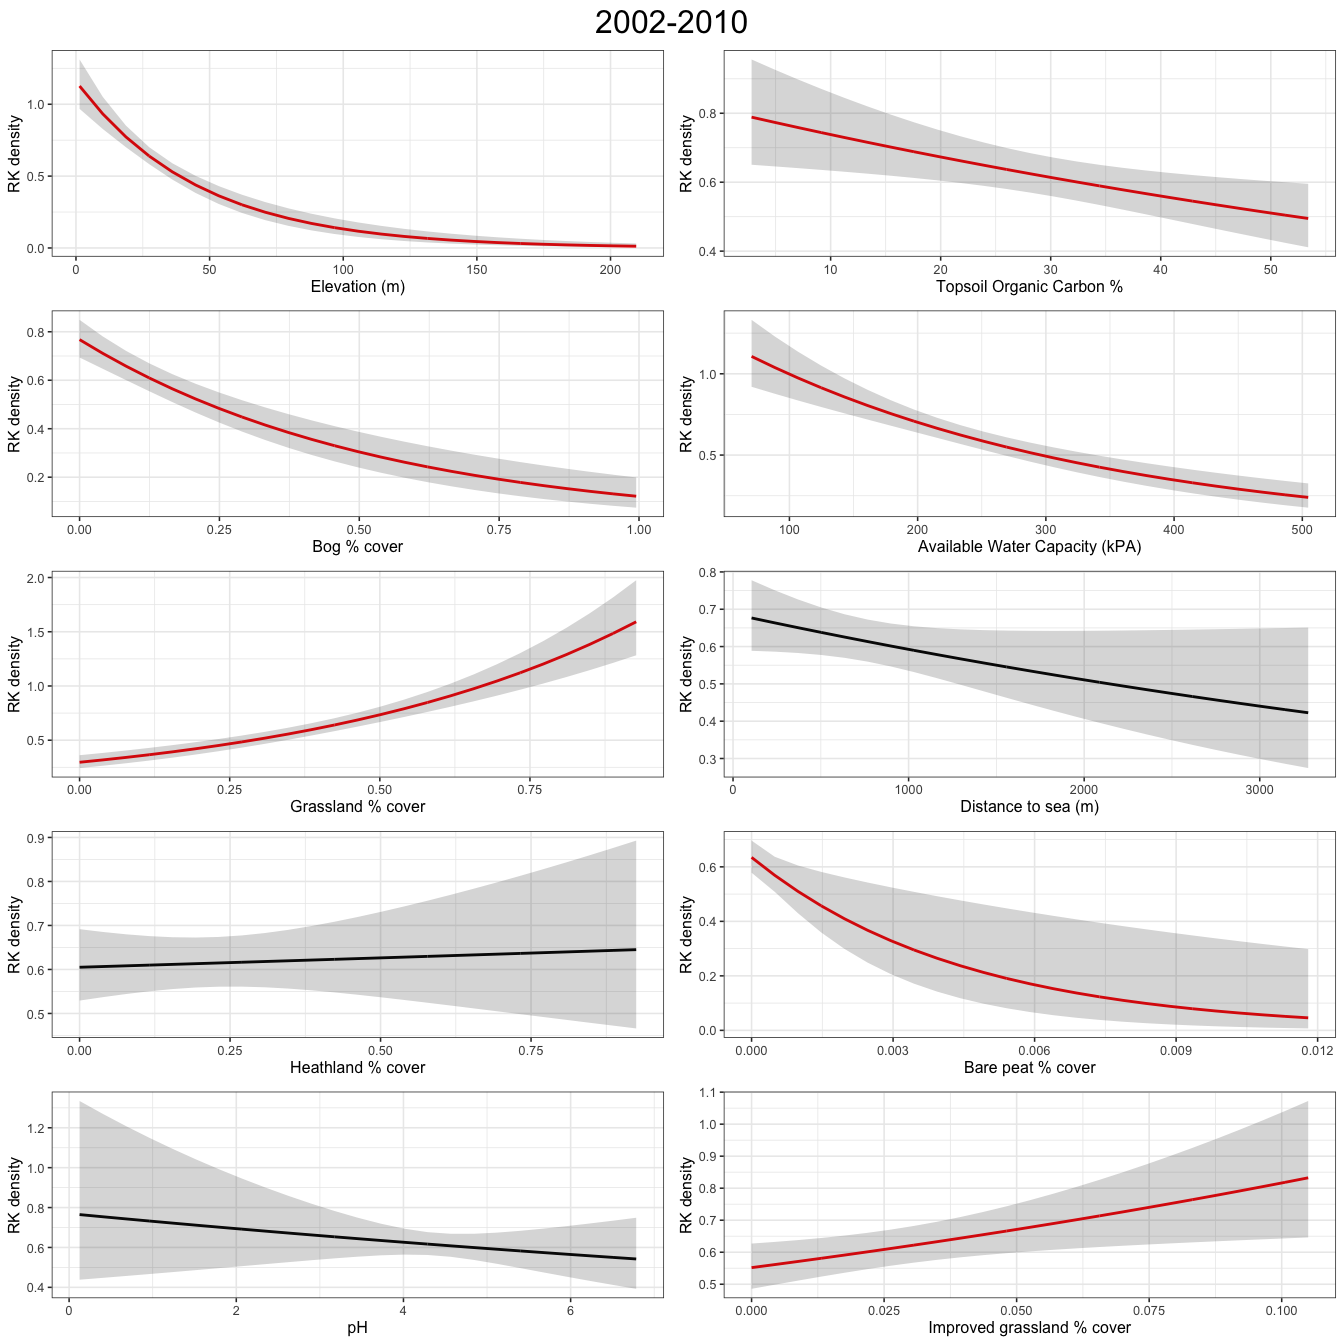 2002-2010
RK density
1.0
0.5
0.0
0 50 100 150 200
Elevation (m)
RK density
0.8
0.6
0.4
10 20 30 40 50
Topsoil Organic Carbon %
RK density
0.8
0.6
0.4
0.2
0.00 0.25 0.50 0.75 1.00
Bog % cover
RK density
1.0
0.5
100 200 300 400 500
Available Water Capacity (kPA)
RK density
2.0
1.5
1.0
0.5
0.00 0.25 0.50 0.75
Grassland % cover
RK density
0.8
0.7
0.6
0.5
0.4
0.3
0 1000 2000 3000
Distance to sea (m)
RK density
0.9
0.8
0.7
0.6
0.5
0.00 0.25 0.50 0.75
Heathland % cover
RK density
0.6
0.4
0.2
0.0
0.000 0.003 0.006 0.009 0.012
Bare peat % cover
RK density
1.2
1.0
0.8
0.6
0.4
0 2 4 6
pH
RK density
1.1
1.0
0.9
0.8
0.7
0.6
0.5
0.000 0.025 0.050 0.075 0.100
Improved grassland % cover